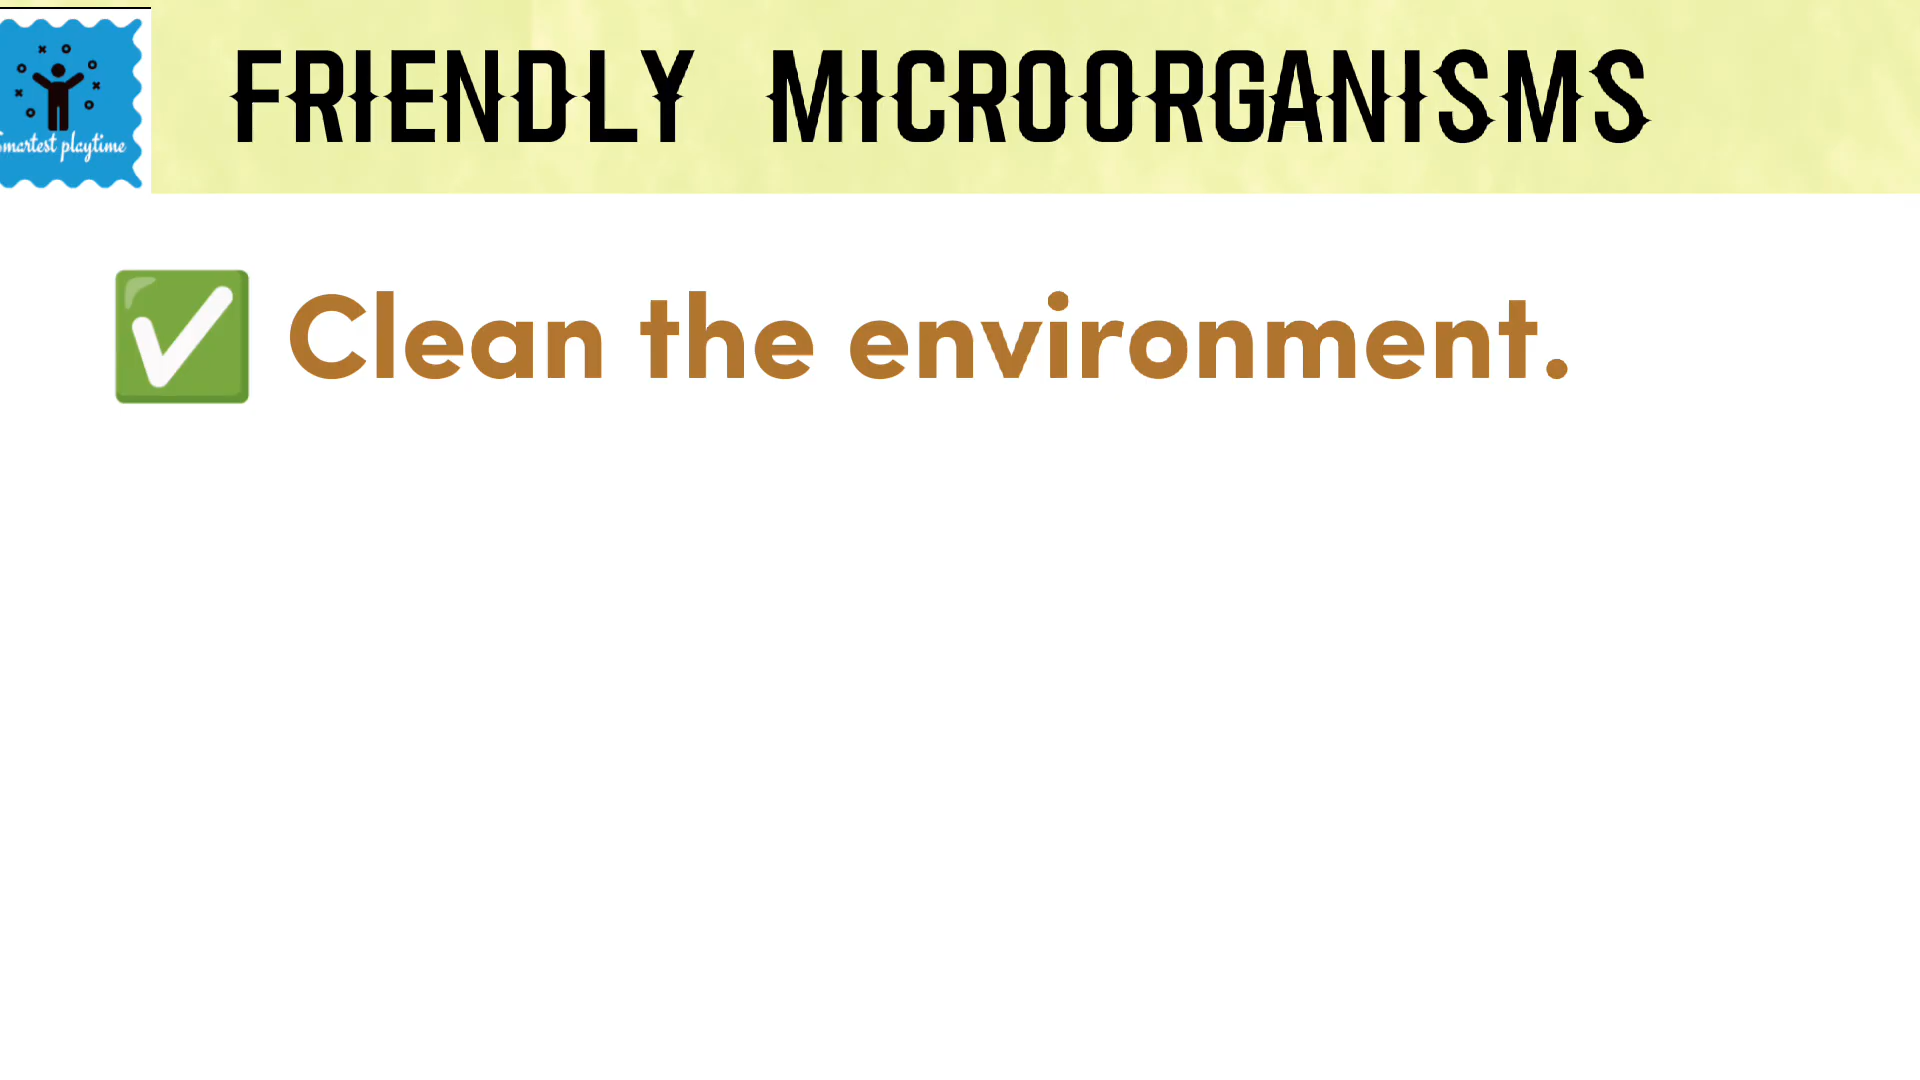 FRIENDLY MICROORGANISMS
Smartest playtime
✅ Clean the environment.